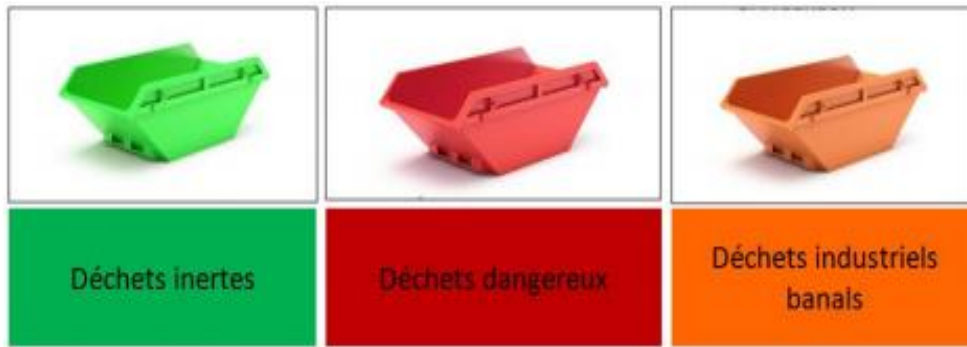 Déchets inertes
Déchets dangereux
Déchets industriels
banals